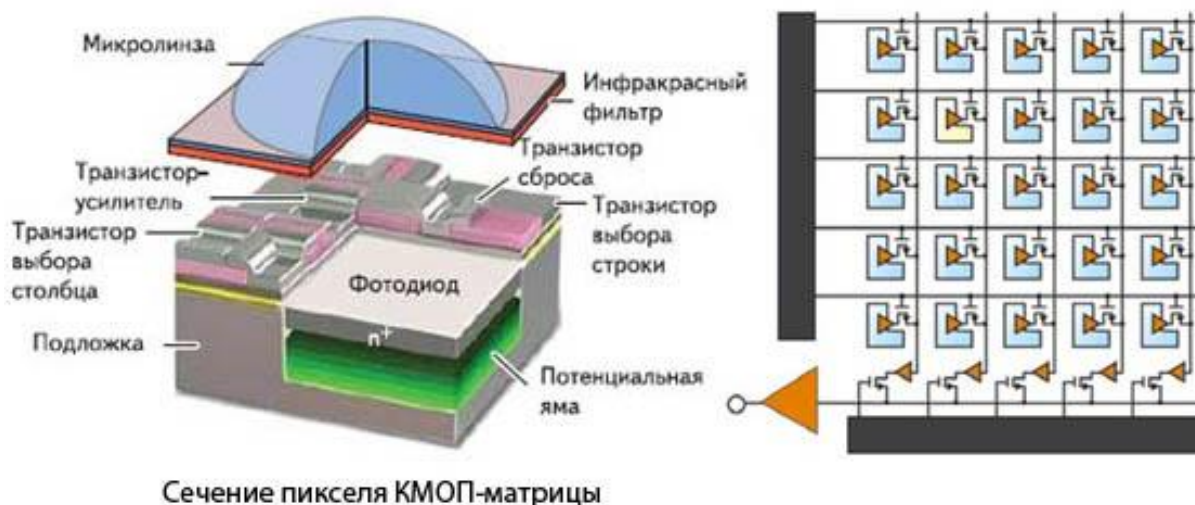 Микролинза
Инфракрасный
фильтр
Транзистор
сброса
Транзистор-
усилитель
Транзистор
выбора
столбца
Транзистор
выбора
строки
Фотодиод
n+
Подложка
Потенциальная
яма
Сечение пикселя КМОП-матрицы